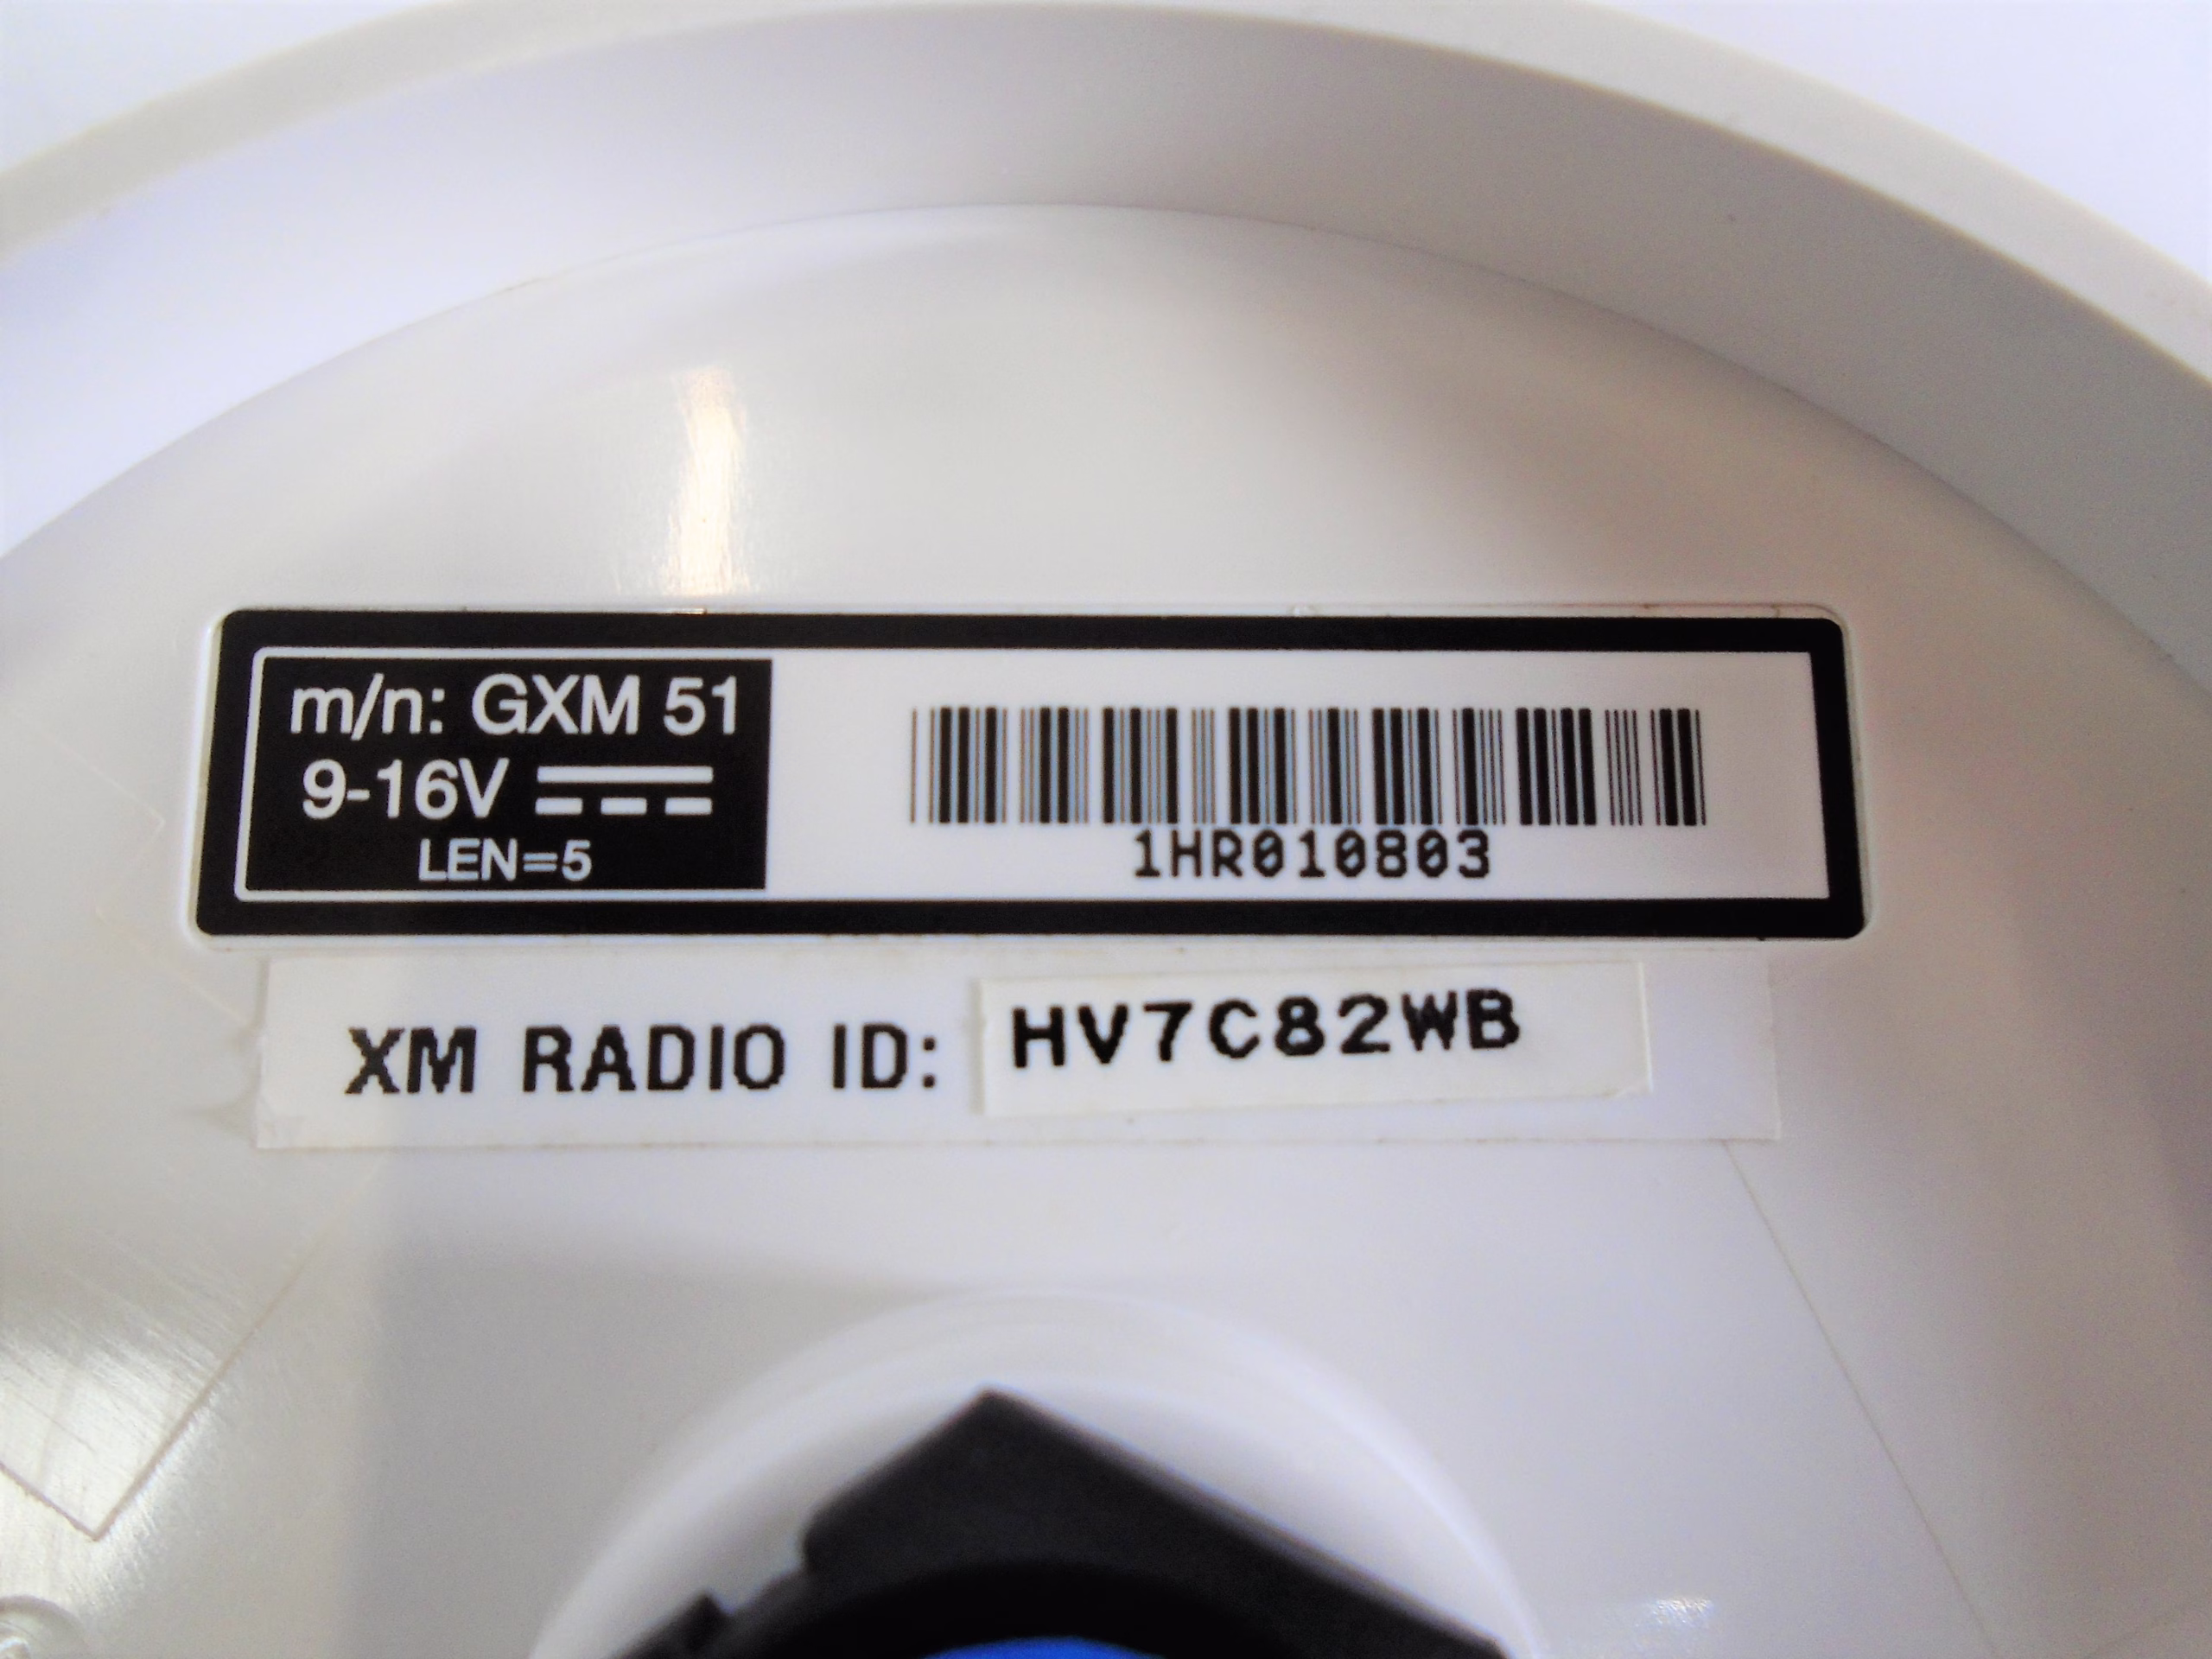 m/n: GXM 51
9-16V
LEN=5
1HR010803
XM RADIO ID: HV7C82WB